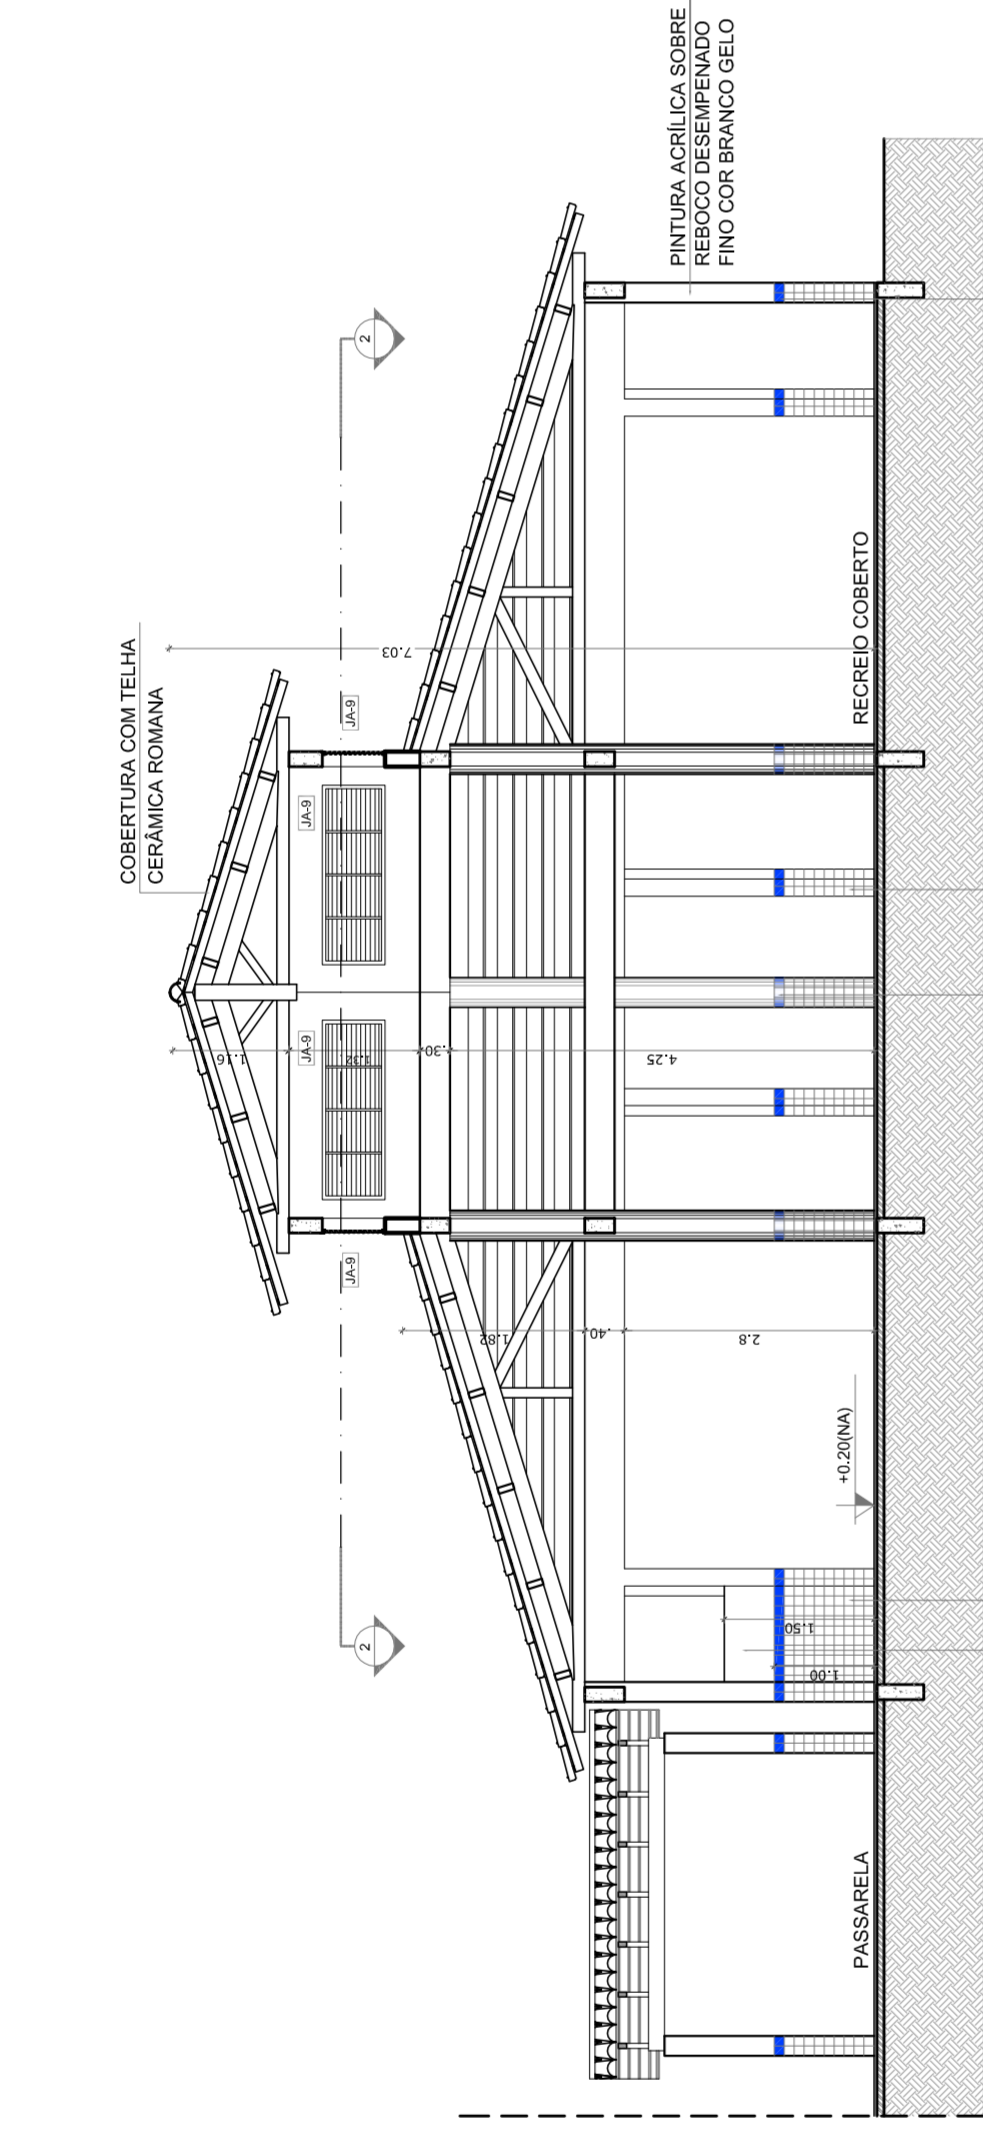 COBERTURA COM TELHA
CERÂMICA ROMANA
PINTURA ACRÍLICA SOBRE
REBOCO DESEMPENADO
FINO COR BRANCO GELO
2
2
JA-9
JA-9
JA-9
JA-9
7.03
1.16
1.32
.30
4.25
1.82
.40
2.8
+0.20(NA)
1.50
1.00
PASSARELA
RECREIO COBERTO